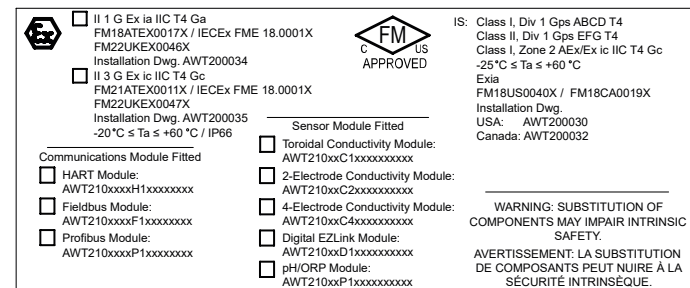 Ex
II 1 G Ex ia IIC T4 Ga
FM18ATEX0017X / IECEx FME 18.0001X
FM22UKEX0046X
Installation Dwg. AWT200034
II 3 G Ex ic IIC T4 Gc
FM21ATEX0011X / IECEx FME 18.0001X
FM22UKEX0047X
Installation Dwg. AWT200035
-20°C ≤ Ta ≤ +60 °C / IP66
Communications Module Fitted
HART Module:
AWT210xxxxH1xxxxxxxx
Fieldbus Module:
AWT210xxxxF1xxxxxxxx
Profibus Module:
AWT210xxxxP1xxxxxxxx
FM
C US
APPROVED
Sensor Module Fitted
Toroidal Conductivity Module:
AWT210xxC1xxxxxxxxxx
2-Electrode Conductivity Module:
AWT210xxC2xxxxxxxxxx
4-Electrode Conductivity Module:
AWT210xxC4xxxxxxxxxx
Digital EZLink Module:
AWT210xxD1xxxxxxxxxx
pH/ORP Module:
AWT210xxP1xxxxxxxxxx
IS: Class I, Div 1 Gps ABCD T4
Class II, Div 1 Gps EFG T4
Class I, Zone 2 AEx/Ex ic IIC T4 Gc
-25°C ≤ Ta ≤ +60 °C
Exia
FM18US0040X / FM18CA0019X
Installation Dwg.
USA: AWT200030
Canada: AWT200032
WARNING: SUBSTITUTION OF
COMPONENTS MAY IMPAIR INTRINSIC
SAFETY.
AVERTISSEMENT: LA SUBSTITUTION
DE COMPOSANTS PEUT NUIRE À LA
SÉCURITÉ INTRINSÈQUE.